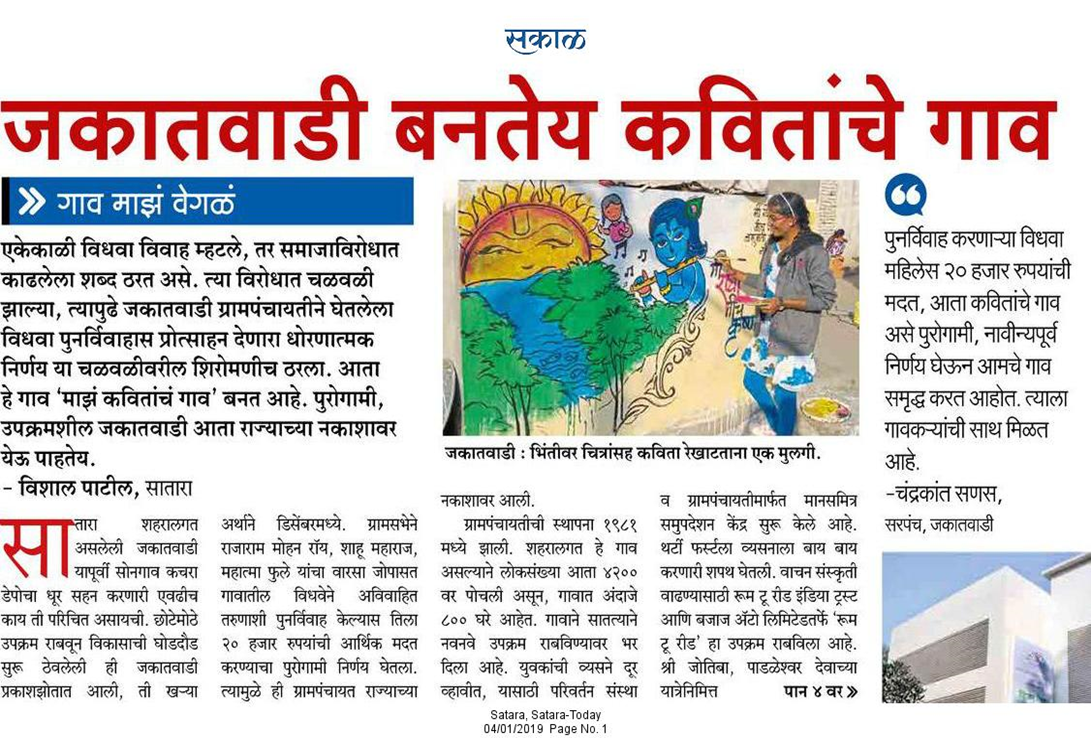 सकाळ
जकातवाडी बनतेय कवितांचे गाव
गाव माझं वेगळं
एकेकाळी विधवा विवाह म्हटले, तर समाजाविरोधात
काढलेला शब्द ठरत असे. त्या विरोधात चळवळी
झाल्या, त्यापुढे जकातवाडी ग्रामपंचायतीने घेतलेला
विधवा पुनर्विवाहास प्रोत्साहन देणारा धोरणात्मक
निर्णय या चळवळीवरील शिरोमणीच ठरला. आता
हे गाव ‘माझं कवितांचं गाव’ बनत आहे. पुरोगामी,
उपक्रमशील जकातवाडी आता राज्याच्या नकाशावर
येऊ पाहतेय.
– विशाल पाटील, सातारा
सातारा शहरालगत
असलेली जकातवाडी
यापूर्वी सोनगाव कचरा
डेपोचा धूर सहन करणारी एवढीच
काय ती परिचित असायची. छोटेमोठे
उपक्रम राबवून विकासाची घोडदौड
सुरू ठेवलेली ही जकातवाडी
प्रकाशझोतात आली, ती खऱ्या
अर्थाने डिसेंबरमध्ये. ग्रामसभेने
राजाराम मोहन रॉय, शाहू महाराज,
महात्मा फुले यांचा वारसा जोपासत
गावातील विधवेने अविवाहित
तरुणाशी पुनर्विवाह केल्यास तिला
२० हजार रुपयांची आर्थिक मदत
करण्याचा पुरोगामी निर्णय घेतला.
त्यामुळे ही ग्रामपंचायत राज्याच्या
राधा
कृष्ण
जकातवाडी : भिंतीवर चित्रांसह कविता रेखाटताना एक मुलगी.
नकाशावर आली.
ग्रामपंचायतीची स्थापना १९८१
मध्ये झाली. शहरालगत हे गाव
असल्याने लोकसंख्या आता ४२००
वर पोचली असून, गावात अंदाजे
८०० घरे आहेत. गावाने सातत्याने
नवनवे उपक्रम राबविण्यावर भर
दिला आहे. युवकांची व्यसने दूर
व्हावीत, यासाठी परिवर्तन संस्था
व ग्रामपंचायतीमार्फत मानसमित्र
समुपदेशन केंद्र सुरू केले आहे.
थर्टी फर्स्टला व्यसनाला बाय बाय
करणारी शपथ घेतली. वाचन संस्कृती
वाढण्यासाठी रूम टू रीड इंडिया ट्रस्ट
आणि बजाज ॲटो लिमिटेडतर्फे ‘रूम
टू रीड’ हा उपक्रम राबविला आहे.
श्री जोतिबा, पाडळेश्वर देवाच्या
यात्रेनिमित्त पान ४ वर
पुनर्विवाह करणाऱ्या विधवा
महिलेस २० हजार रुपयांची
मदत, आता कवितांचे गाव
असे पुरोगामी, नावीन्यपूर्व
निर्णय घेऊन आमचे गाव
समृद्ध करत आहोत. त्याला
गावकऱ्यांची साथ मिळत
आहे.
–चंद्रकांत सणस,
सरपंच, जकातवाडी
Satara, Satara-Today
04/01/2019 Page No. 1